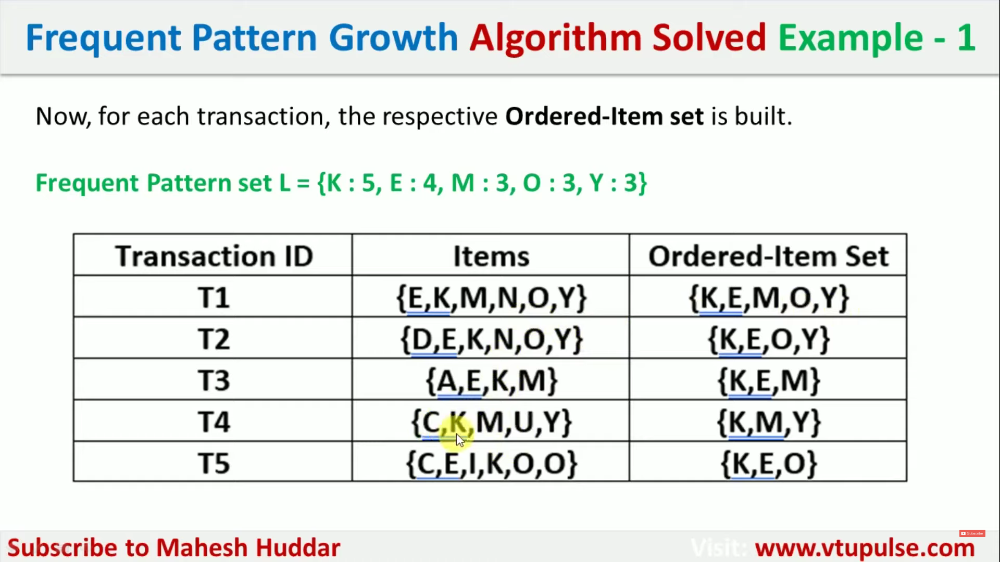 Frequent Pattern Growth Algorithm Solved Example - 1
Now, for each transaction, the respective Ordered-Item set is built.
Frequent Pattern set L = {K : 5, E : 4, M : 3, O : 3, Y : 3}
Transaction ID Items Ordered-Item Set
T1 {E,K,M,N,O,Y} {K,E,M,O,Y}
T2 {D,E,K,N,O,Y} {K,E,O,Y}
T3 {A,E,K,M} {K,E,M}
T4 {C,K,M,U,Y} {K,M,Y}
T5 {C,E,I,K,O,O} {K,E,O}
Subscribe
Subscribe to Mahesh Huddar Visit: www.vtupulse.com